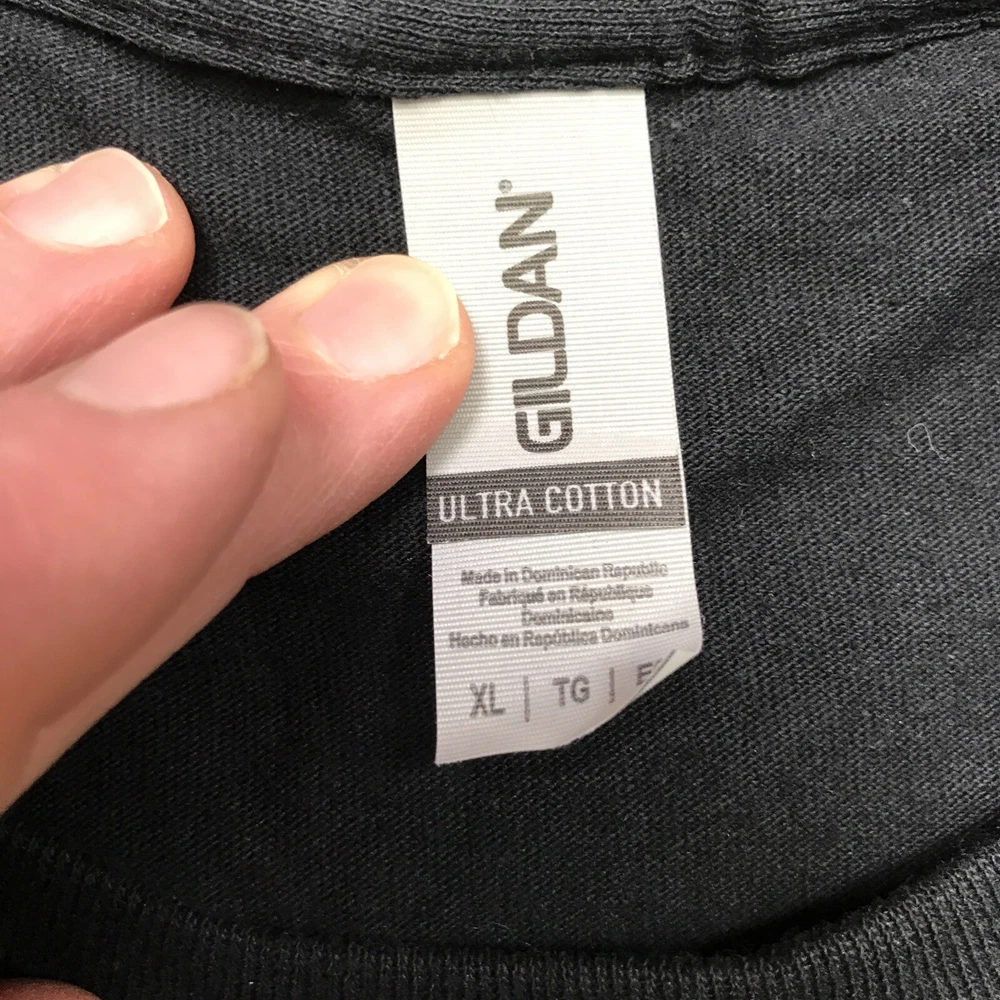 GILDAN®
ULTRA COTTON
Made in Dominican Republic
Fabriqué en République
Dominicaine
Hecho en República Dominicana
XL | TG | E